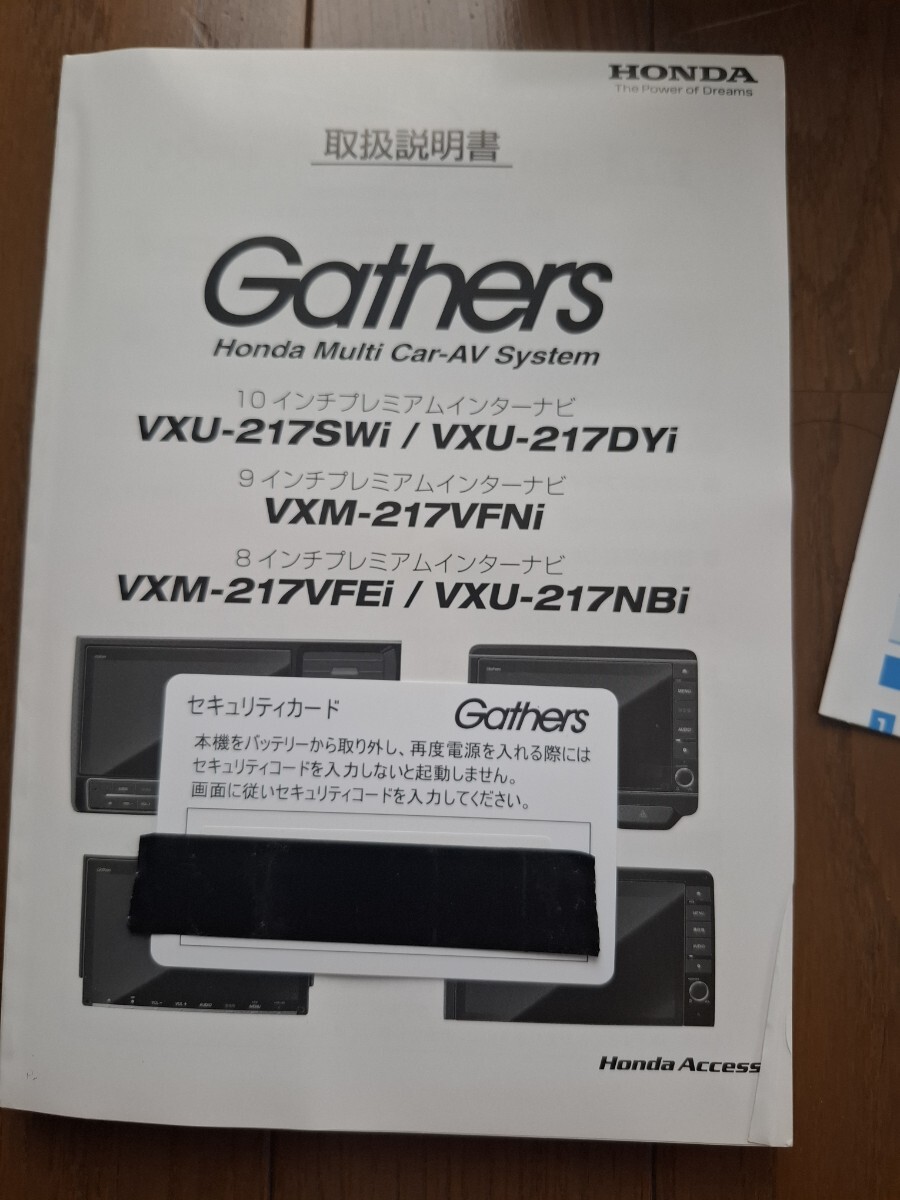 HONDA
The Power of Dreams
取扱説明書
Gathers
Honda Multi Car-AV System
10インチプレミアムインターナビ
VXU-217SWi / VXU-217DYi
9インチプレミアムインターナビ
VXM-217VFNi
8インチプレミアムインターナビ
VXM-217VFEi / VXU-217NBi
セキュリティカード
Gathers
本機をバッテリーから取り外し、再度電源を入れる際には
セキュリティコードを入力しないと起動しません。
画面に従いセキュリティコードを入力してください。
MENU
AUDIO
MENU
AUDIO
Honda Access
1